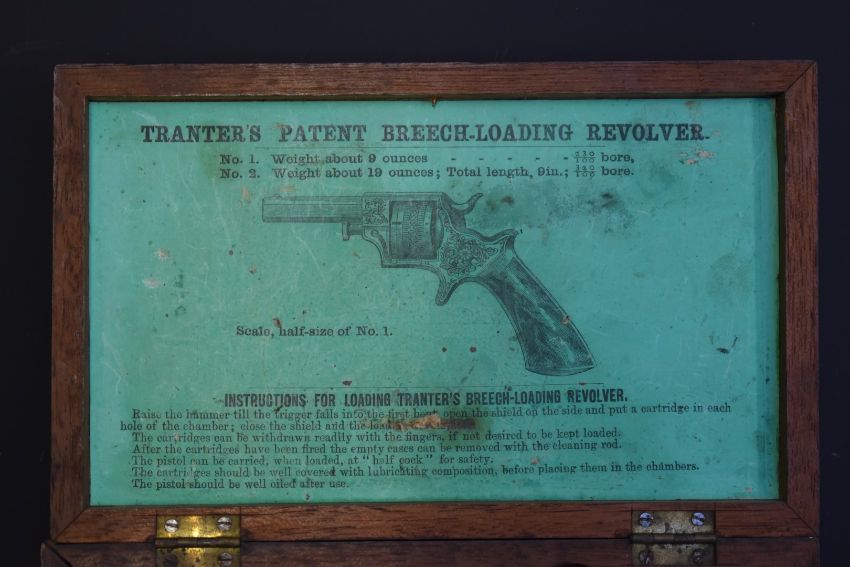 TRANTER'S PATENT BREECH-LOADING REVOLVER.
No. 1. Weight about 9 ounces - - - - - 230/100 bore,
No. 2. Weight about 19 ounces; Total length, 9in.; 320/100 bore.
Scale, half-size of No. 1.
INSTRUCTIONS FOR LOADING TRANTER'S BREECH-LOADING REVOLVER.
Raise the hammer till the trigger falls into the first bent, open the shield on the side and put a cartridge in each
hole of the chamber; close the shield and the loading
The cartridges can be withdrawn readily with the fingers, if not desired to be kept loaded.
After the cartridges have been fired the empty cases can be removed with the cleaning rod.
The pistol can be carried, when loaded, at "half cock" for safety.
The cartridges should be well covered with lubricating composition, before placing them in the chambers.
The pistol should be well oiled after use.